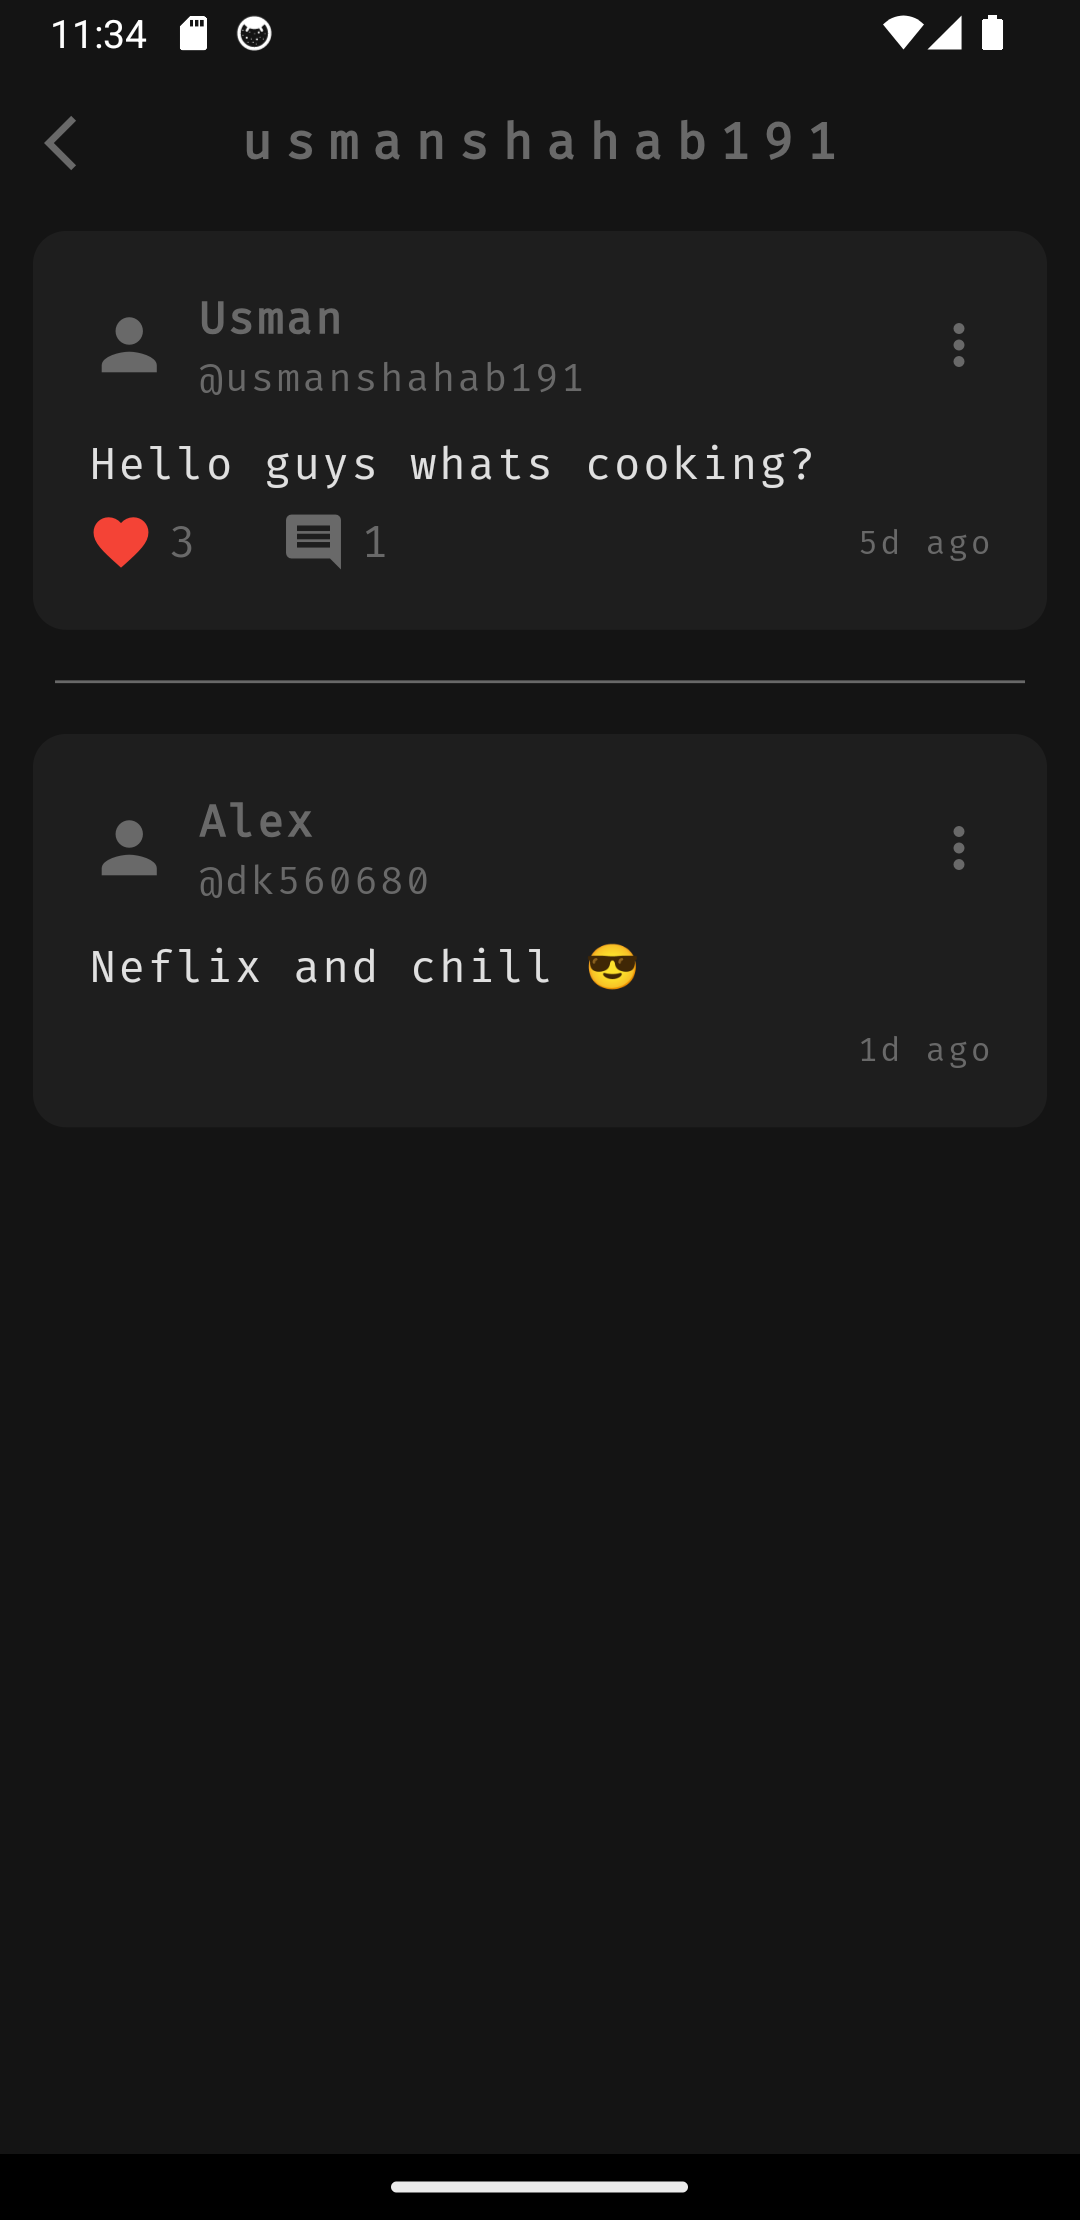 11:34
usmanshahab191
Usman
@usmanshahab191
Hello guys whats cooking?
3 1 5d ago
Alex
@dk560680
Neflix and chill 😎
1d ago